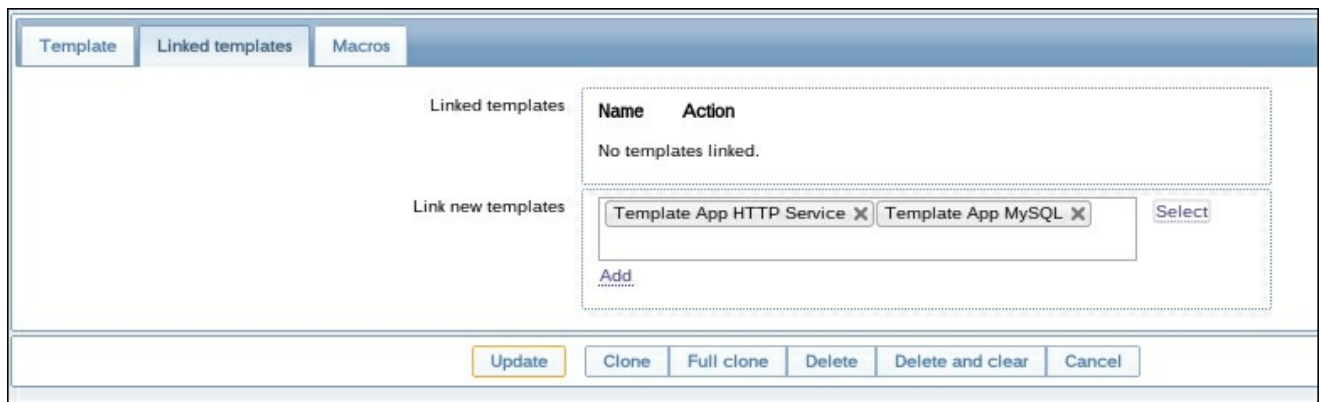 Template Linked templates Macros
Linked templates Name Action
No templates linked.
Link new templates Template App HTTP Service Template App MySQL Select
Add
Update Clone Full clone Delete Delete and clear Cancel